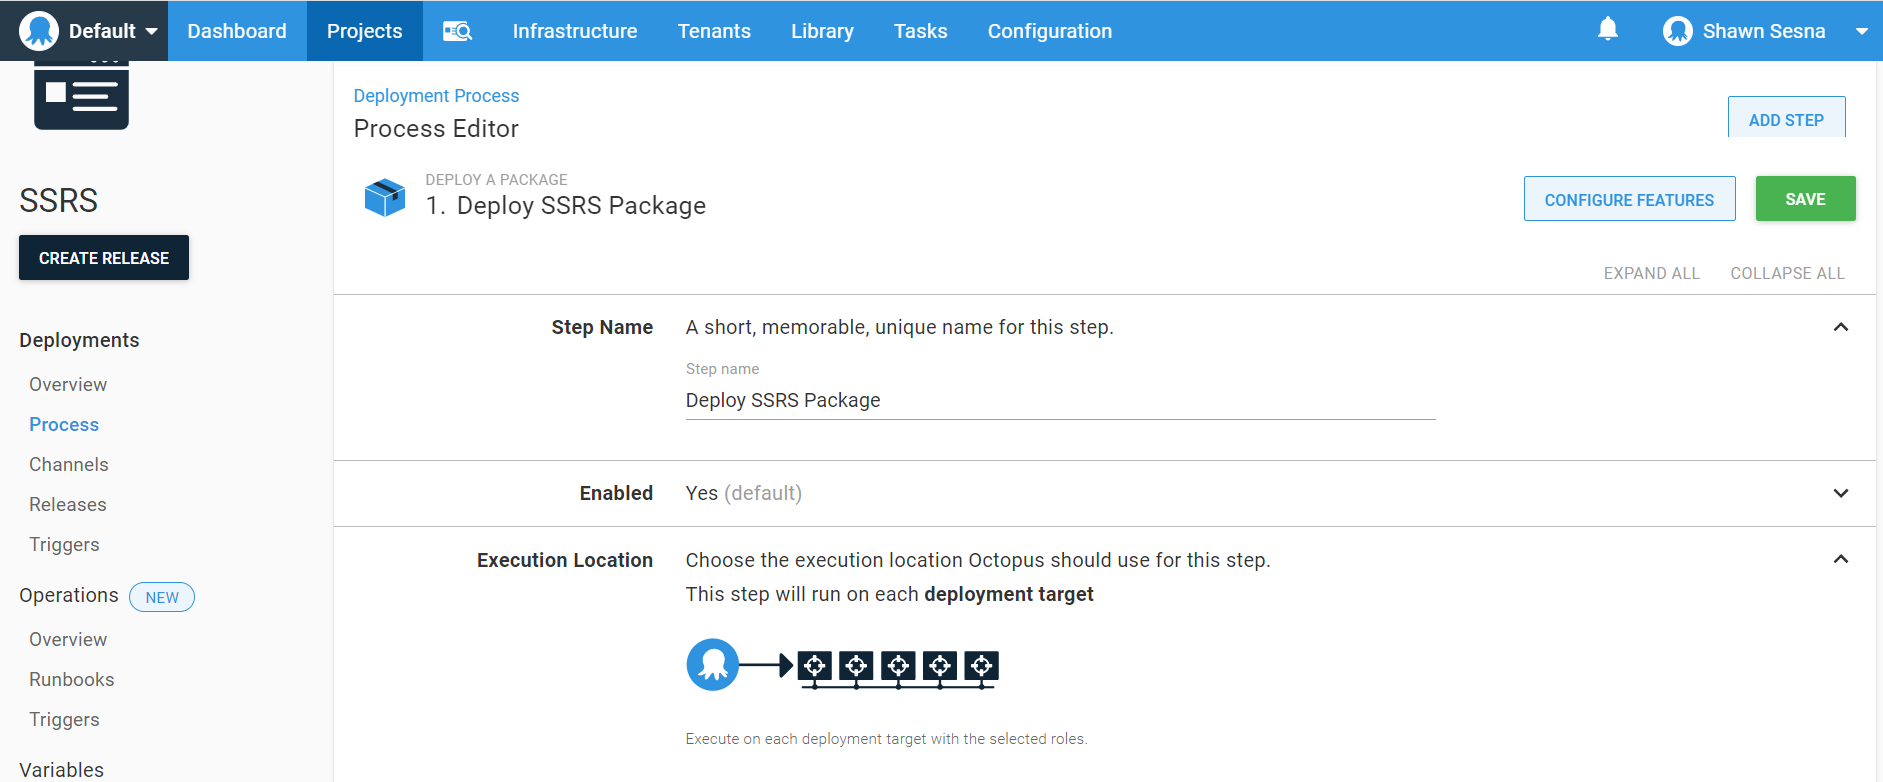 Default Dashboard Projects Infrastructure Tenants Library Tasks Configuration Shawn Sesna
SSRS
CREATE RELEASE
Deployments
Overview
Process
Channels
Releases
Triggers
Operations NEW
Overview
Runbooks
Triggers
Variables
Deployment Process
Process Editor
ADD STEP
DEPLOY A PACKAGE
1. Deploy SSRS Package
CONFIGURE FEATURES SAVE
EXPAND ALL COLLAPSE ALL
Step Name A short, memorable, unique name for this step.
Step name
Deploy SSRS Package
Enabled Yes (default)
Execution Location Choose the execution location Octopus should use for this step.
This step will run on each deployment target
Execute on each deployment target with the selected roles.